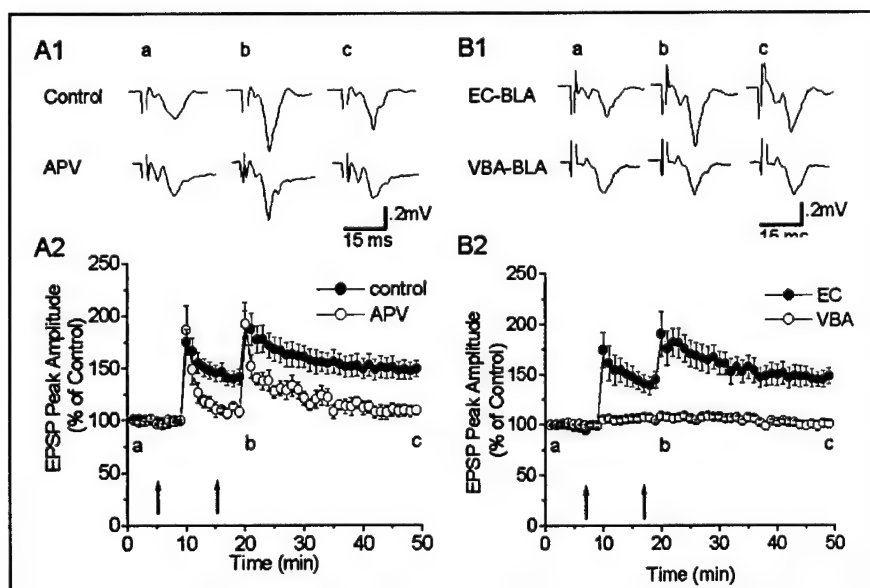 A1
a b c
Control
APV
.2mV
15 ms
A2
EPSP Peak Amplitude
(% of Control)
250
200
150
100
50
0
control
APV
a
b
c
0 10 20 30 40 50
Time (min)
B1
a b c
EC-BLA
VBA-BLA
.2mV
15 ms
B2
EPSP Peak Amplitude
(% of Control)
250
200
150
100
50
0
EC
VBA
a
b
c
0 10 20 30 40 50
Time (min)